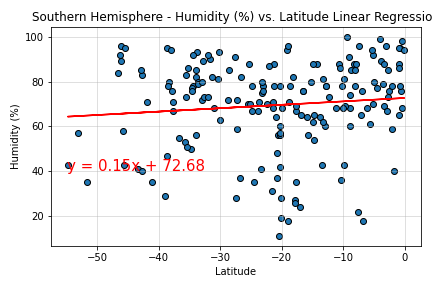 Southern Hemisphere - Humidity (%) vs. Latitude Linear Regressio
100
80
60
40
20
Humidity (%)
y = 0.15x + 72.68
−50
−40
−30
−20
−10
0
Latitude